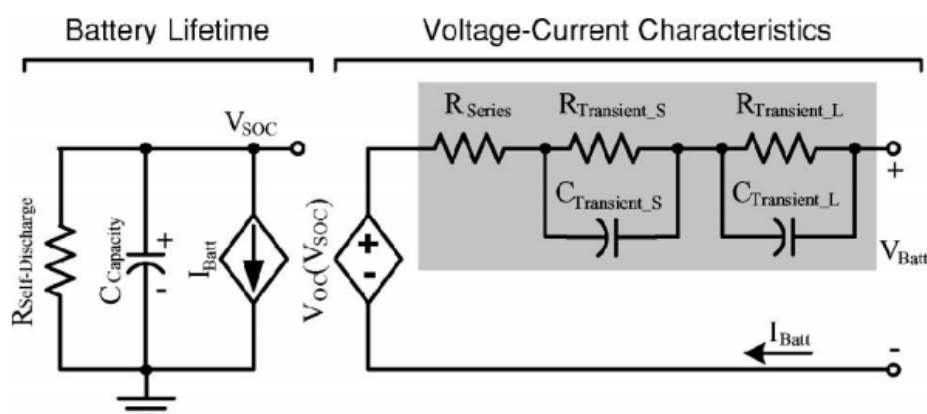 Battery Lifetime
Voltage-Current Characteristics
V_SOC
R_Self-Discharge
C_Capacity
+
-
I_Batt
V_OC(V_SOC)
+
-
R_Series
R_Transient_S
C_Transient_S
R_Transient_L
C_Transient_L
+
V_Batt
-
I_Batt